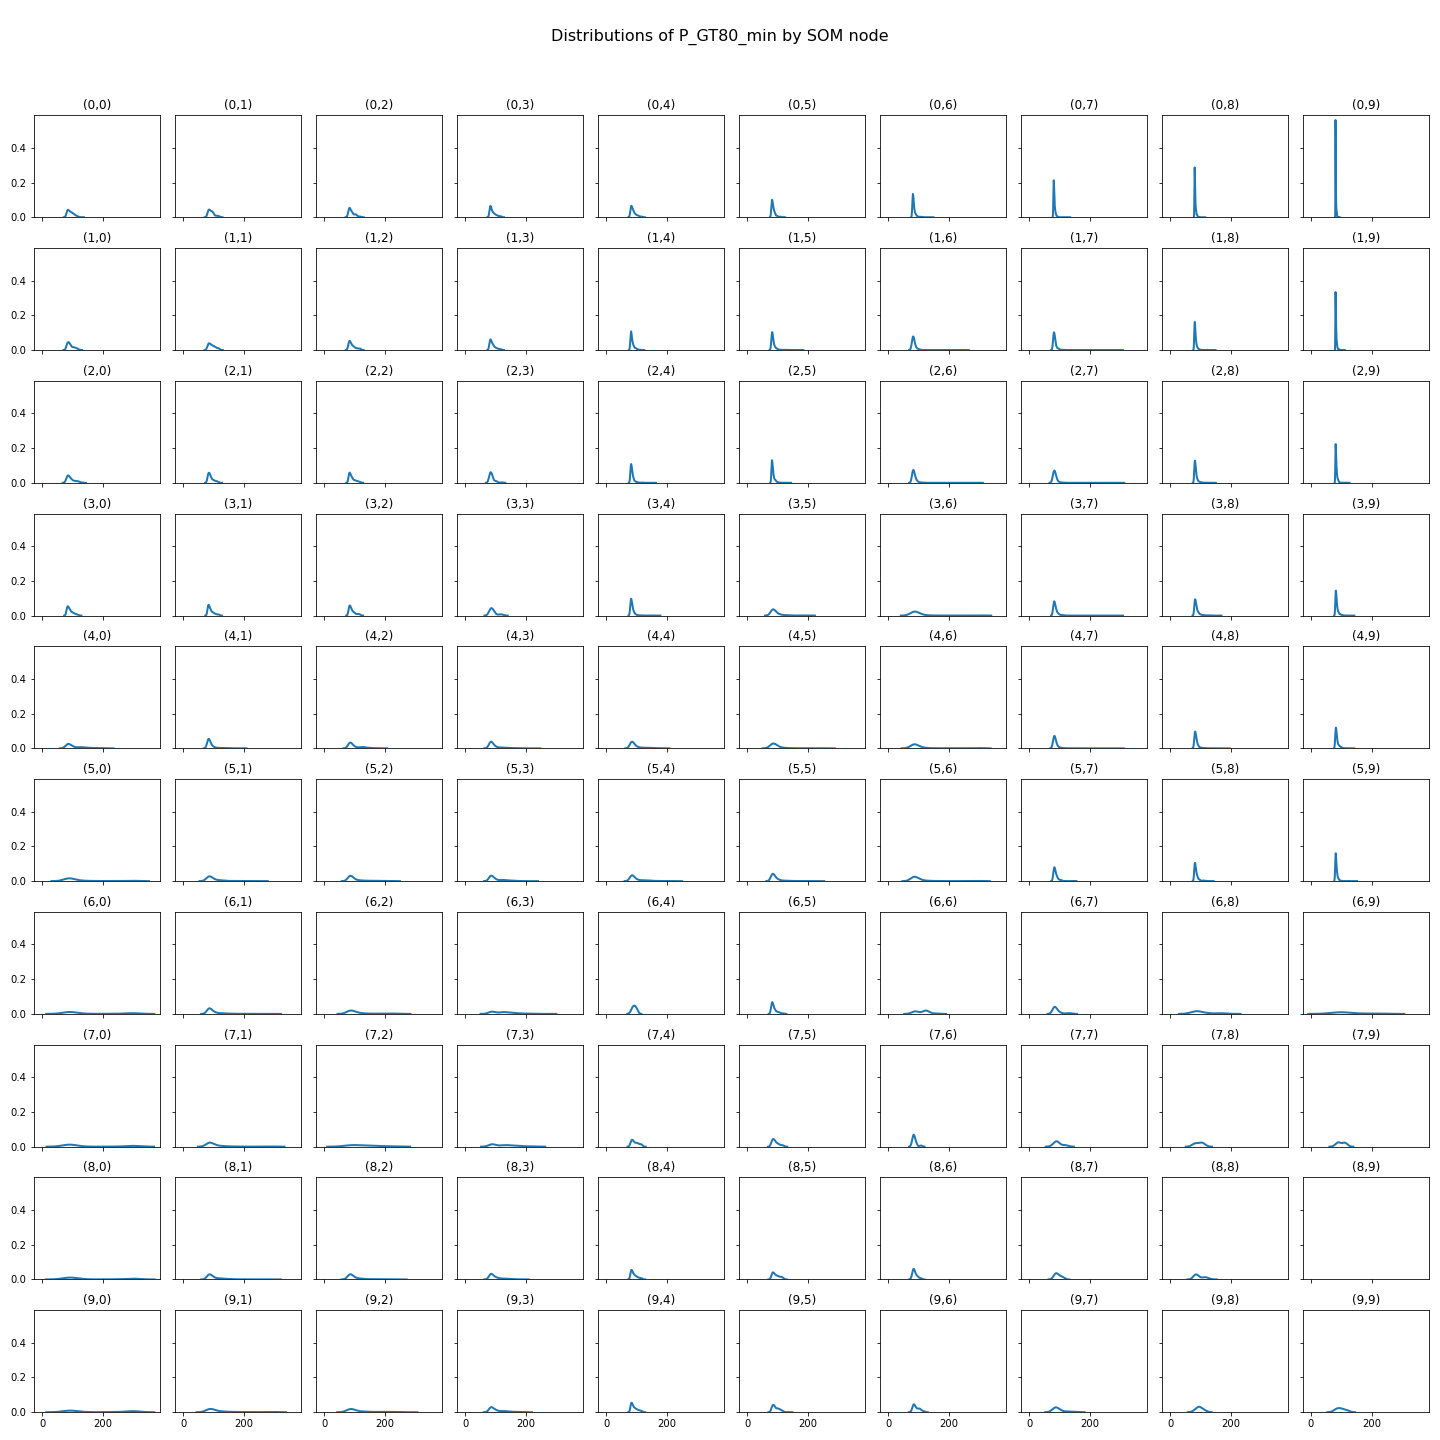 Distributions of P_GT80_min by SOM node
(0,0) (0,1) (0,2) (0,3) (0,4) (0,5) (0,6) (0,7) (0,8) (0,9)
0.4
0.2
0.0
(1,0) (1,1) (1,2) (1,3) (1,4) (1,5) (1,6) (1,7) (1,8) (1,9)
0.4
0.2
0.0
(2,0) (2,1) (2,2) (2,3) (2,4) (2,5) (2,6) (2,7) (2,8) (2,9)
0.4
0.2
0.0
(3,0) (3,1) (3,2) (3,3) (3,4) (3,5) (3,6) (3,7) (3,8) (3,9)
0.4
0.2
0.0
(4,0) (4,1) (4,2) (4,3) (4,4) (4,5) (4,6) (4,7) (4,8) (4,9)
0.4
0.2
0.0
(5,0) (5,1) (5,2) (5,3) (5,4) (5,5) (5,6) (5,7) (5,8) (5,9)
0.4
0.2
0.0
(6,0) (6,1) (6,2) (6,3) (6,4) (6,5) (6,6) (6,7) (6,8) (6,9)
0.4
0.2
0.0
(7,0) (7,1) (7,2) (7,3) (7,4) (7,5) (7,6) (7,7) (7,8) (7,9)
0.4
0.2
0.0
(8,0) (8,1) (8,2) (8,3) (8,4) (8,5) (8,6) (8,7) (8,8) (8,9)
0.4
0.2
0.0
(9,0) (9,1) (9,2) (9,3) (9,4) (9,5) (9,6) (9,7) (9,8) (9,9)
0.4
0.2
0.0
0 200 0 200 0 200 0 200 0 200 0 200 0 200 0 200 0 200 0 200